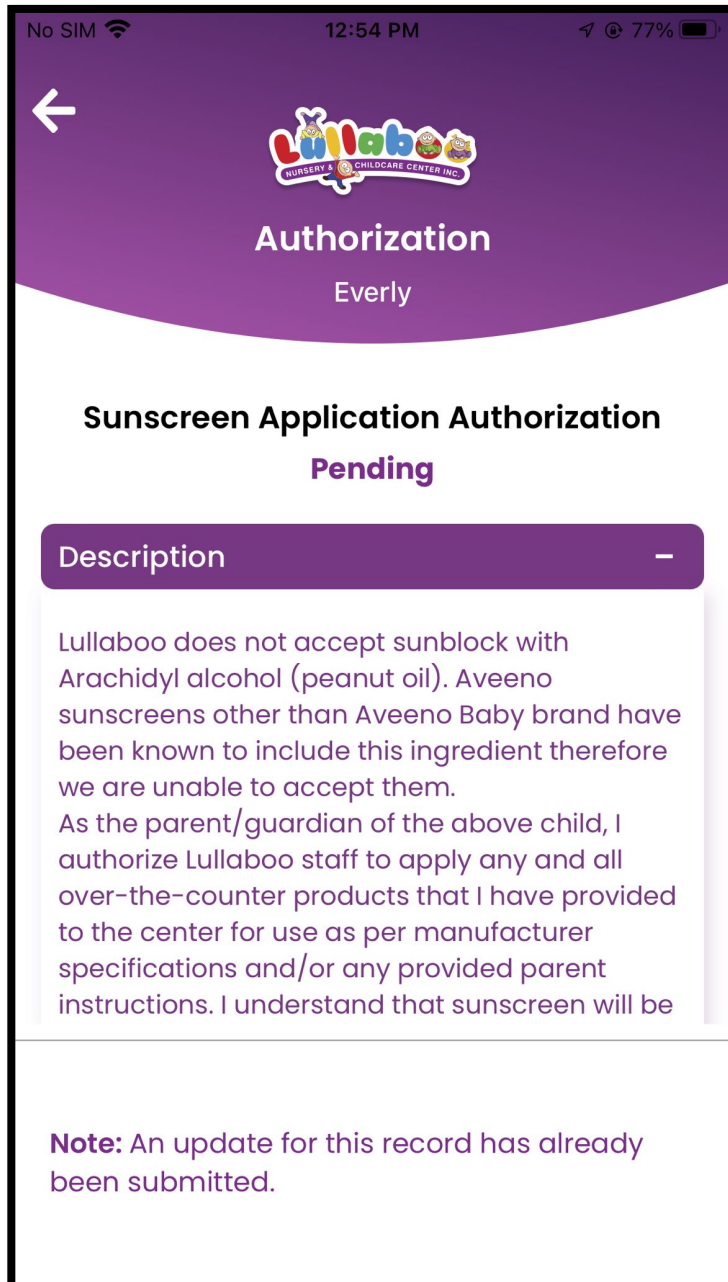 No SIM 12:54 PM 77%
Lullaboo
NURSERY & CHILDCARE CENTER INC.
Authorization
Everly
Sunscreen Application Authorization
Pending
Description −
Lullaboo does not accept sunblock with
Arachidyl alcohol (peanut oil). Aveeno
sunscreens other than Aveeno Baby brand have
been known to include this ingredient therefore
we are unable to accept them.
As the parent/guardian of the above child, I
authorize Lullaboo staff to apply any and all
over-the-counter products that I have provided
to the center for use as per manufacturer
specifications and/or any provided parent
instructions. I understand that sunscreen will be
Note: An update for this record has already
been submitted.